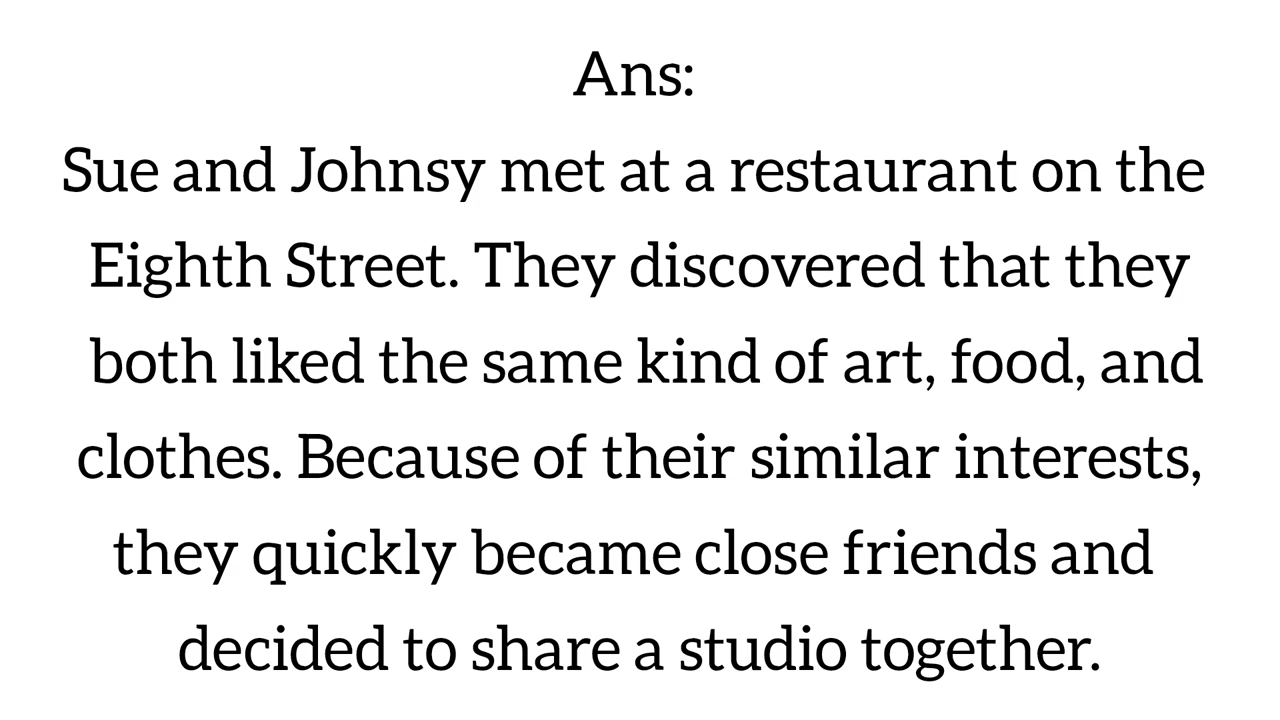 Ans:
Sue and Johnsy met at a restaurant on the
Eighth Street. They discovered that they
both liked the same kind of art, food, and
clothes. Because of their similar interests,
they quickly became close friends and
decided to share a studio together.